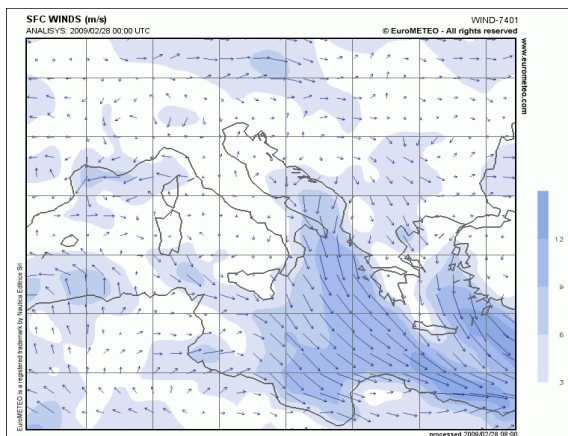 SFC WINDS (m/s)
WIND-7401
ANALISYS: 2009/02/28 00:00 UTC
© EuroMETEO - All rights reserved
www.eurometeo.com
EuroMETEO is a registered trademark by Nautica Editrice Srl
12
9
6
3
processed 2009/02/28 08:00